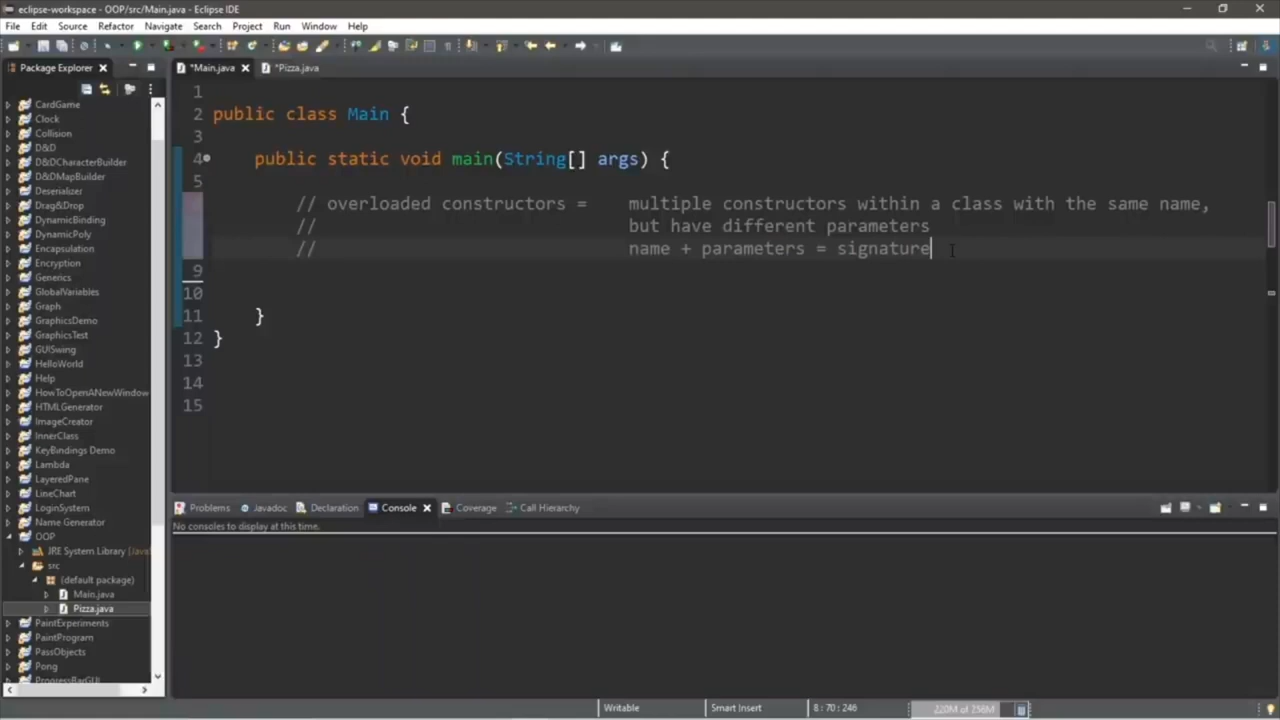 eclipse-workspace - OOP/src/Main.java - Eclipse IDE
File Edit Source Refactor Navigate Search Project Run Window Help
Package Explorer
*Main.java
*Pizza.java
CardGame
Clock
Collision
D&D
D&DCharacterBuilder
D&DMapBuilder
Deserializer
Drag&Drop
DynamicBinding
DynamicPoly
Encapsulation
Encryption
Generics
GlobalVariables
Graph
GraphicsDemo
GraphicsTest
GUISwing
HelloWorld
Help
HowToOpenANewWindow
HTMLGenerator
ImageCreator
InnerClass
KeyBindings Demo
Lambda
LayeredPane
LineChart
LoginSystem
Name Generator
OOP
JRE System Library [Java
src
(default package)
Main.java
Pizza.java
PaintExperiments
PaintProgram
PassObjects
Pong
ProgressBarGUI
1
2 public class Main {
3
4 public static void main(String[] args) {
5
// overloaded constructors = multiple constructors within a class with the same name,
// but have different parameters
// name + parameters = signature
9
10
11 }
12 }
13
14
15
Problems Javadoc Declaration Console Coverage Call Hierarchy
No consoles to display at this time.
Writable Smart Insert 8 : 70 : 246 220M of 256M